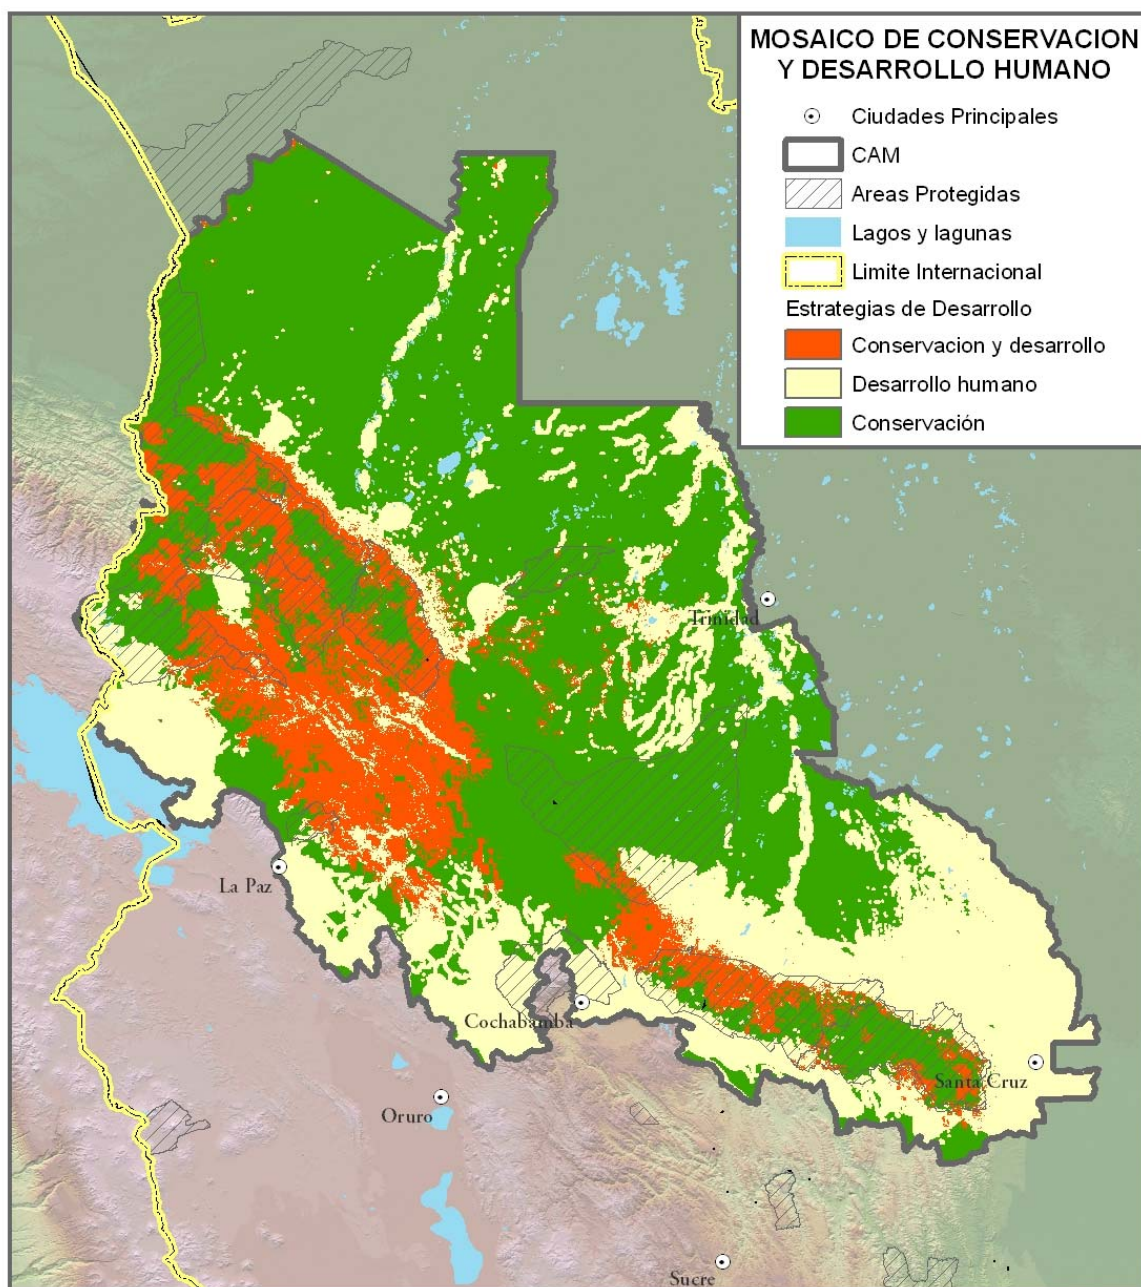 MOSAICO DE CONSERVACION
Y DESARROLLO HUMANO
Ciudades Principales
CAM
Areas Protegidas
Lagos y lagunas
Limite Internacional
Estrategias de Desarrollo
Conservacion y desarrollo
Desarrollo humano
Conservación
Trinidad
La Paz
Cochabamba
Santa Cruz
Oruro
Sucre